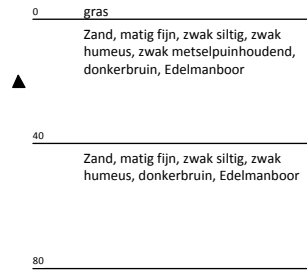 0 gras
Zand, matig fijn, zwak siltig, zwak
humeus, zwak metselpuinhoudend,
donkerbruin, Edelmanboor
40
Zand, matig fijn, zwak siltig, zwak
humeus, donkerbruin, Edelmanboor
80